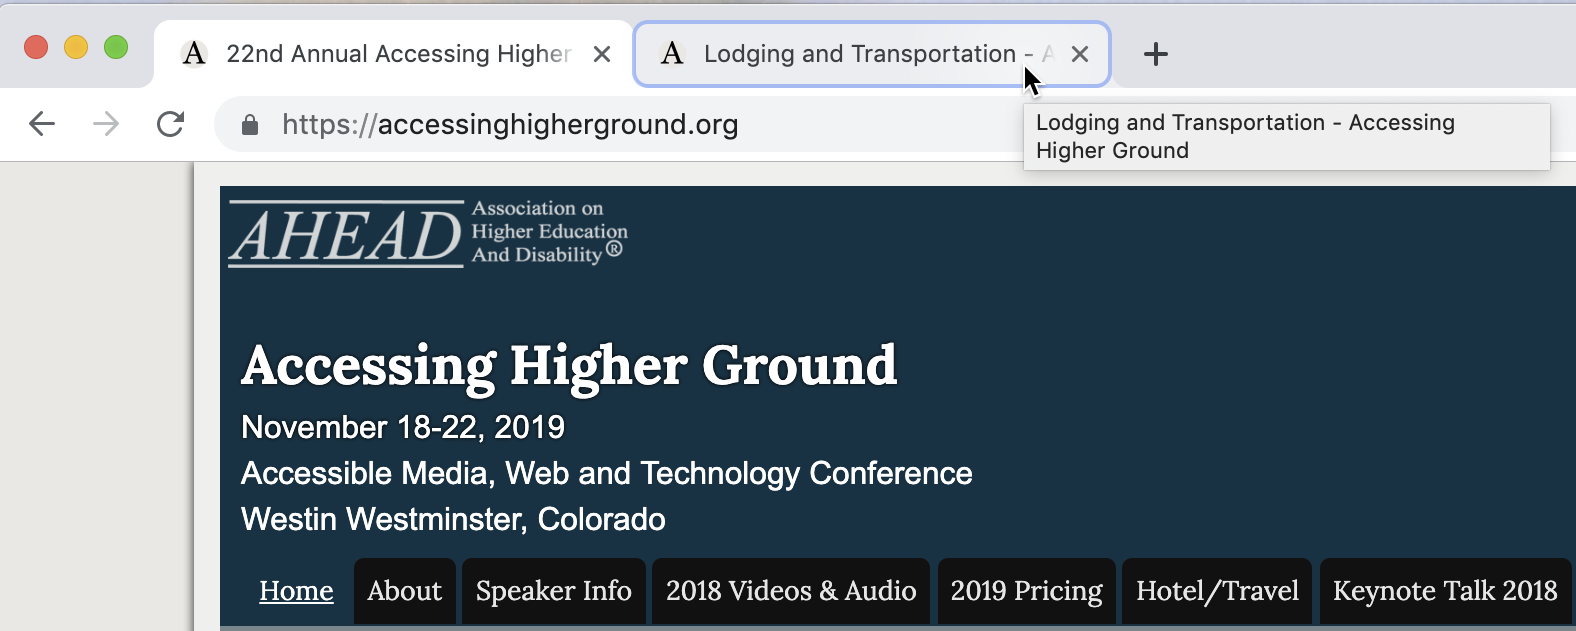 22nd Annual Accessing Higher
Lodging and Transportation - A
https://accessinghigherground.org
Lodging and Transportation - Accessing
Higher Ground
AHEAD
Association on
Higher Education
And Disability®
Accessing Higher Ground
November 18-22, 2019
Accessible Media, Web and Technology Conference
Westin Westminster, Colorado
Home About Speaker Info 2018 Videos & Audio 2019 Pricing Hotel/Travel Keynote Talk 2018